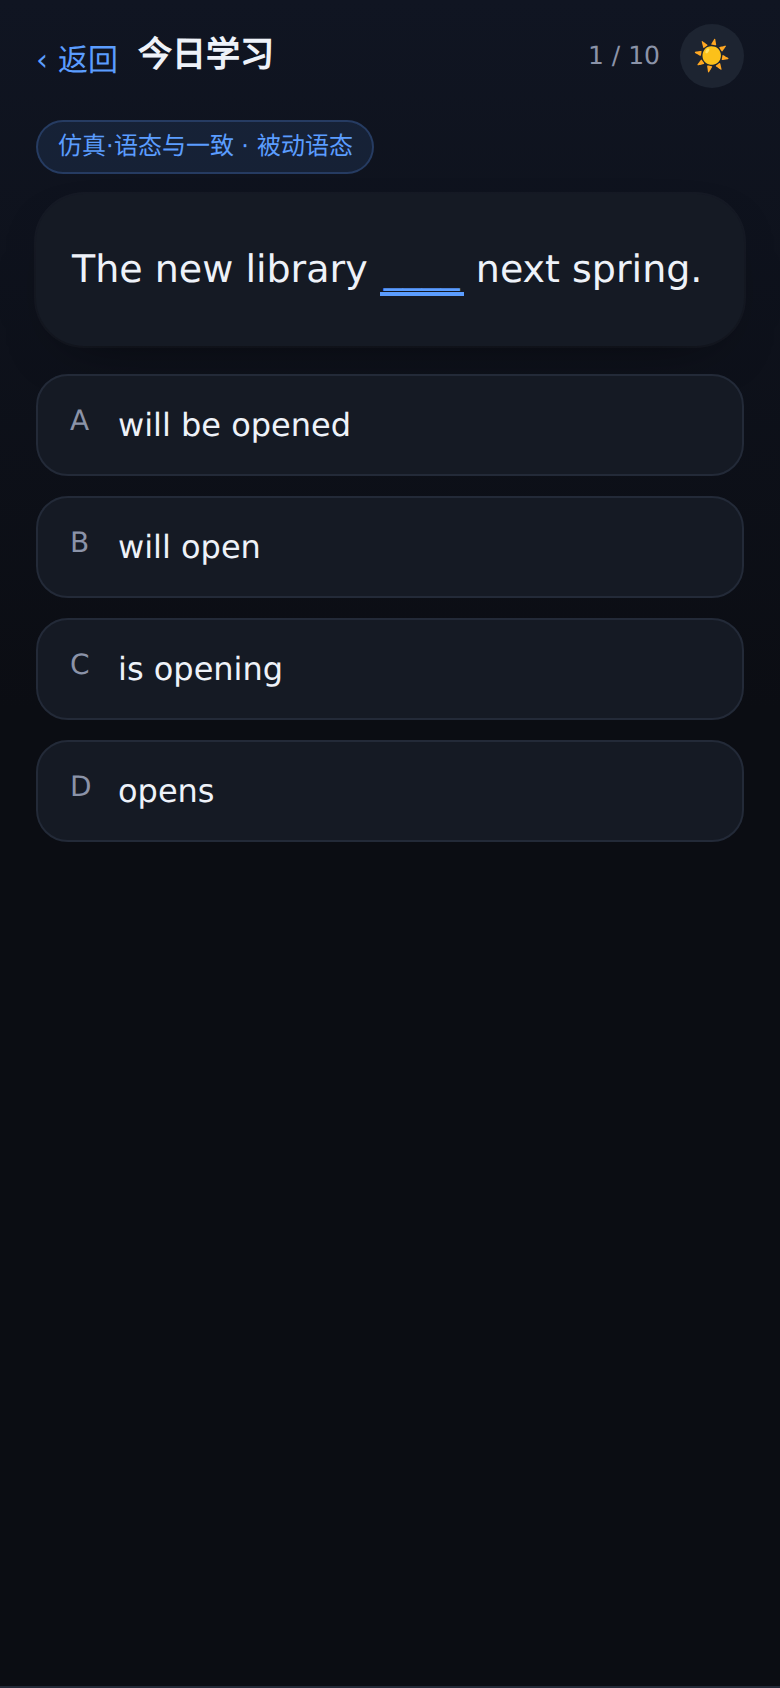 ‹ 返回 今日学习 1 / 10
仿真·语态与一致 · 被动语态
The new library ____ next spring.
A will be opened
B will open
C is opening
D opens